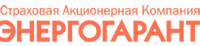 Страховая Акционерная Компания
ЭНЕРГОГАРАНТ